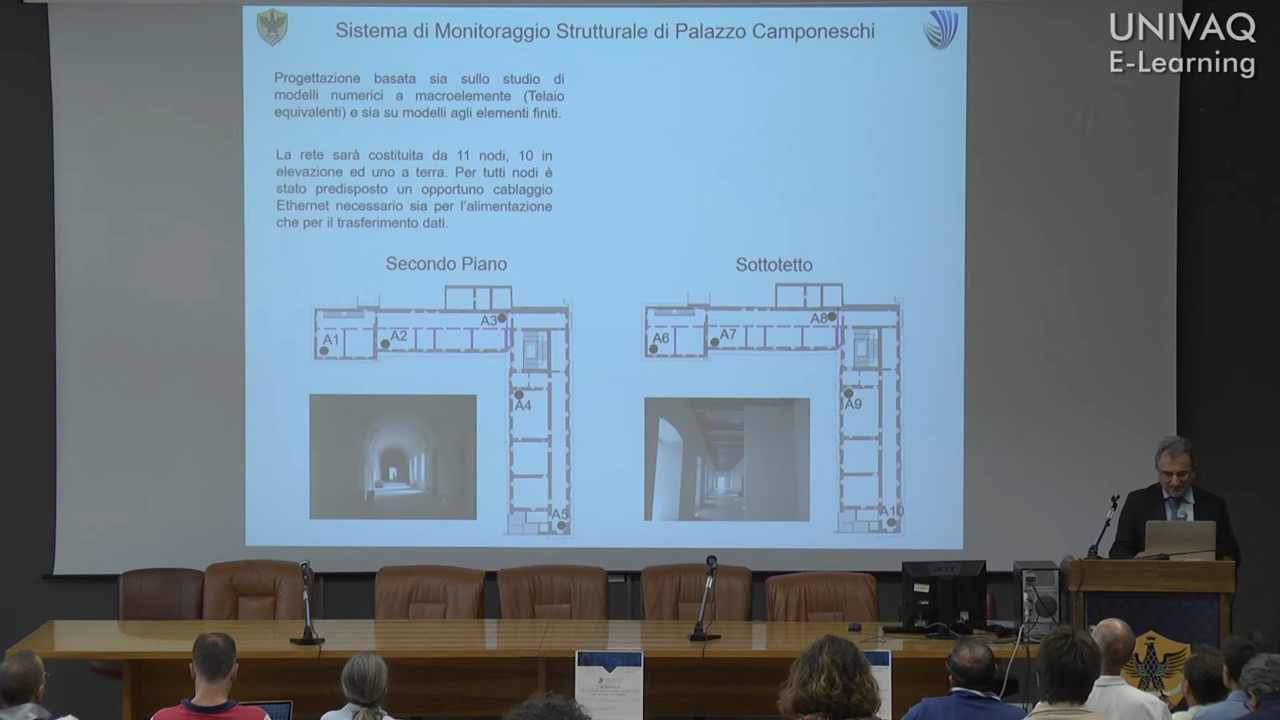 Sistema di Monitoraggio Strutturale di Palazzo Camponeschi
UNIVAQ
E-Learning
Progettazione basata sia sullo studio di
modelli numerici a macroelemente (Telaio
equivalenti) e sia su modelli agli elementi finiti.
La rete sarà costituita da 11 nodi, 10 in
elevazione ed uno a terra. Per tutti nodi è
stato predisposto un opportuno cablaggio
Ethernet necessario sia per l'alimentazione
che per il trasferimento dati.
Secondo Piano
A1
A2
A3
A4
A5
Sottotetto
A6
A7
A8
A9
A10